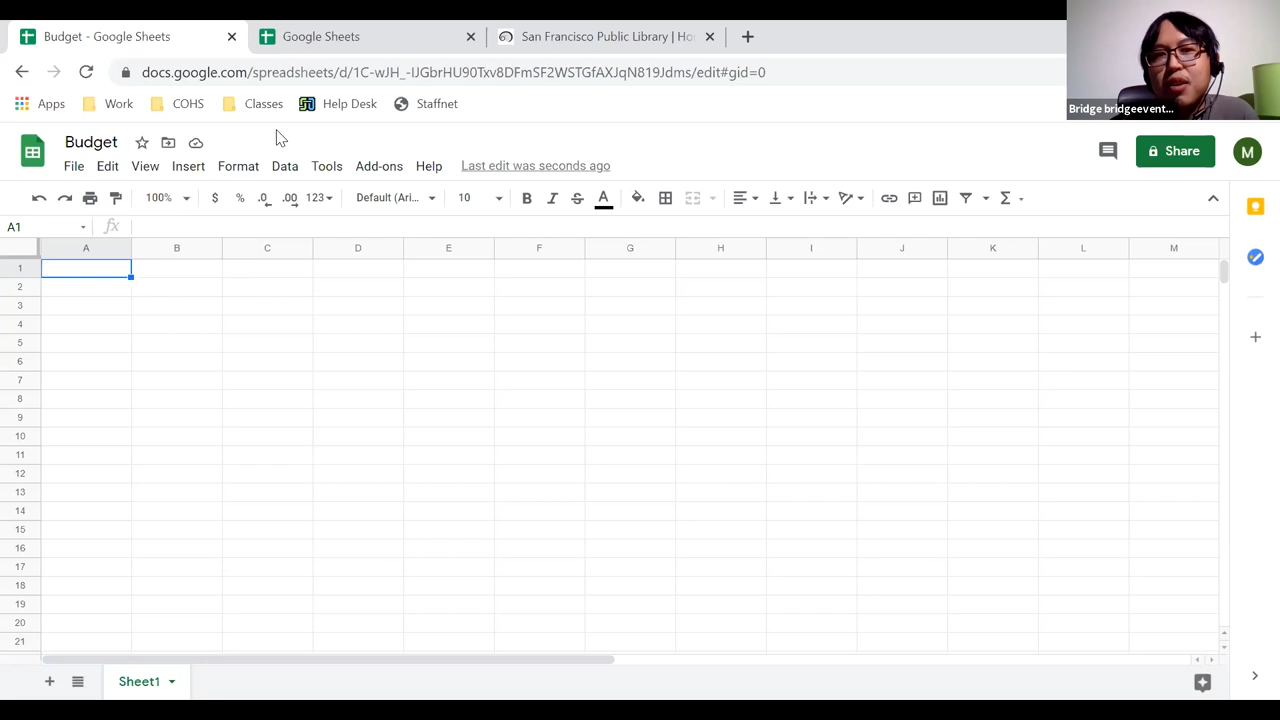 Budget - Google Sheets
Google Sheets
San Francisco Public Library | Ho
docs.google.com/spreadsheets/d/1C-wJH_-IJGbrHU90Txv8DFmSF2WSTGfAXJqN819Jdms/edit#gid=0
Apps Work COHS Classes Help Desk Staffnet
Bridge bridgeevent...
Budget
File Edit View Insert Format Data Tools Add-ons Help Last edit was seconds ago
Share
M
100% $ % .0 .00 123 Default (Ari... 10 B I S A Σ
A1 fx
A B C D E F G H I J K L M
1
2
3
4
5
6
7
8
9
10
11
12
13
14
15
16
17
18
19
20
21
Sheet1